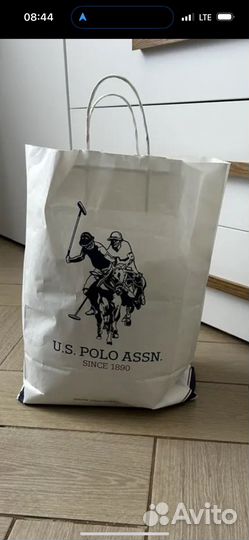 08:44
LTE
U.S. POLO ASSN.
SINCE 1890
Avito